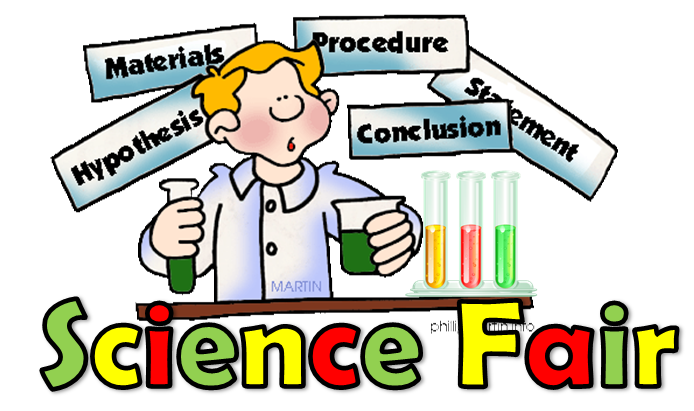 Materials
Procedure
Hypothesis
Statement
Conclusion
MARTIN
Science Fair